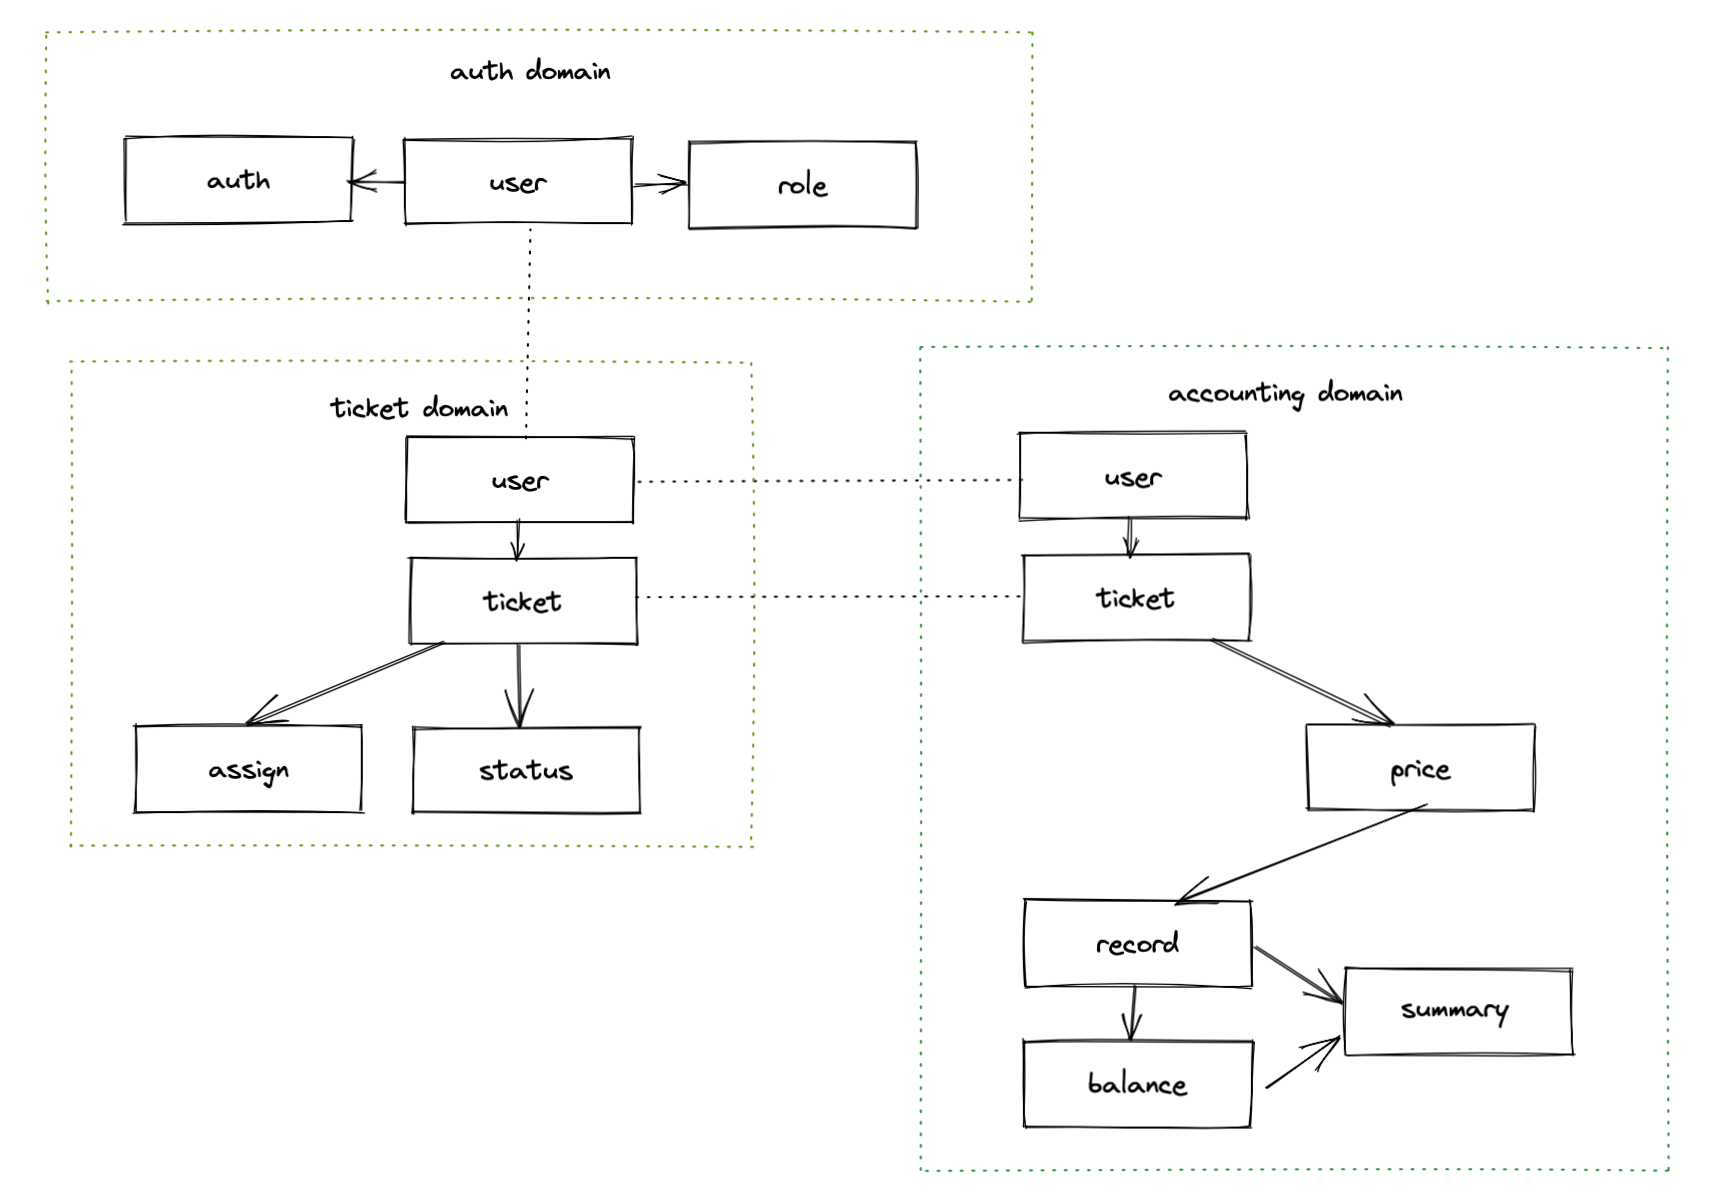 auth domain
auth
user
role
ticket domain
user
ticket
assign
status
accounting domain
user
ticket
price
record
summary
balance